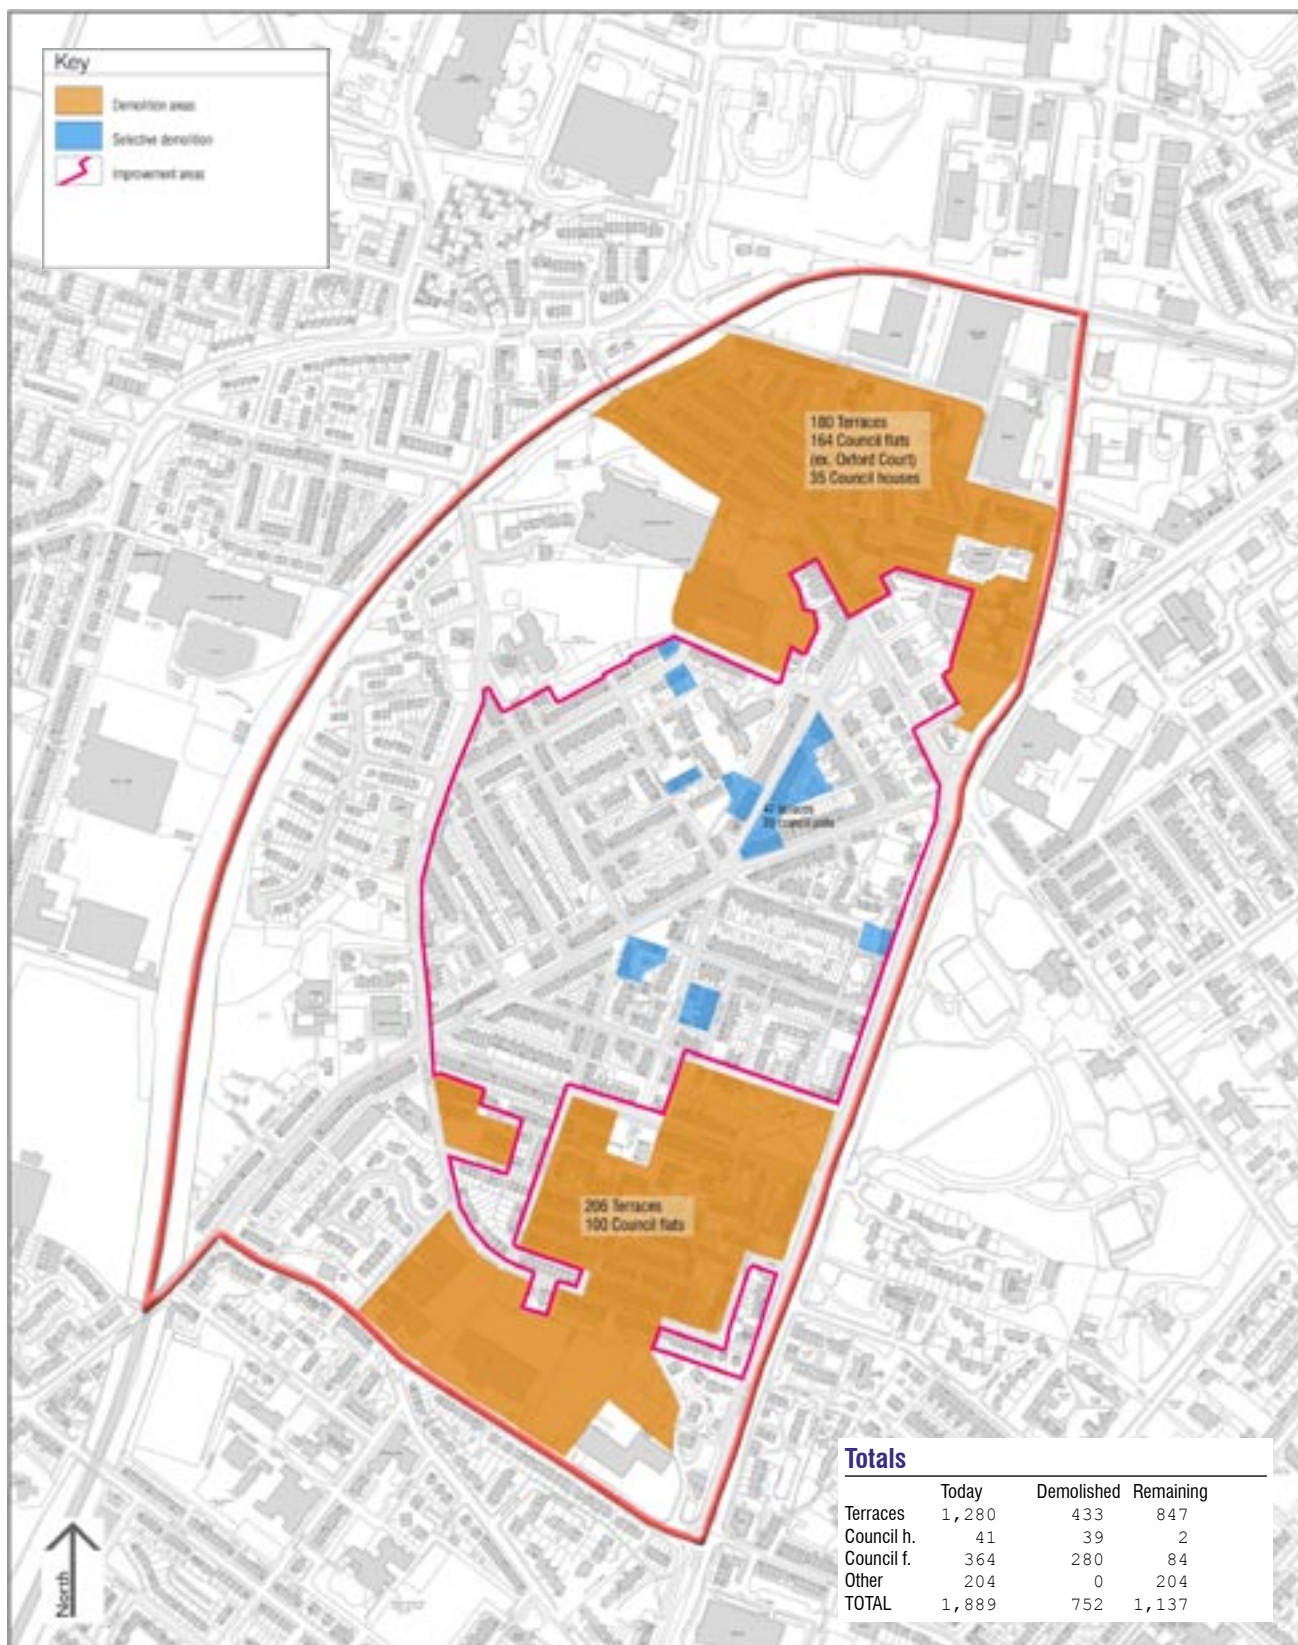 Key
Demolition areas
Selective demolition
Improvement areas
180 Terraces
164 Council flats
(ex. Oxford Court)
35 Council houses
47 terraces
206 Terraces
100 Council flats
North
Totals
Today Demolished Remaining
Terraces 1,280 433 847
Council h. 41 39 2
Council f. 364 280 84
Other 204 0 204
TOTAL 1,889 752 1,137